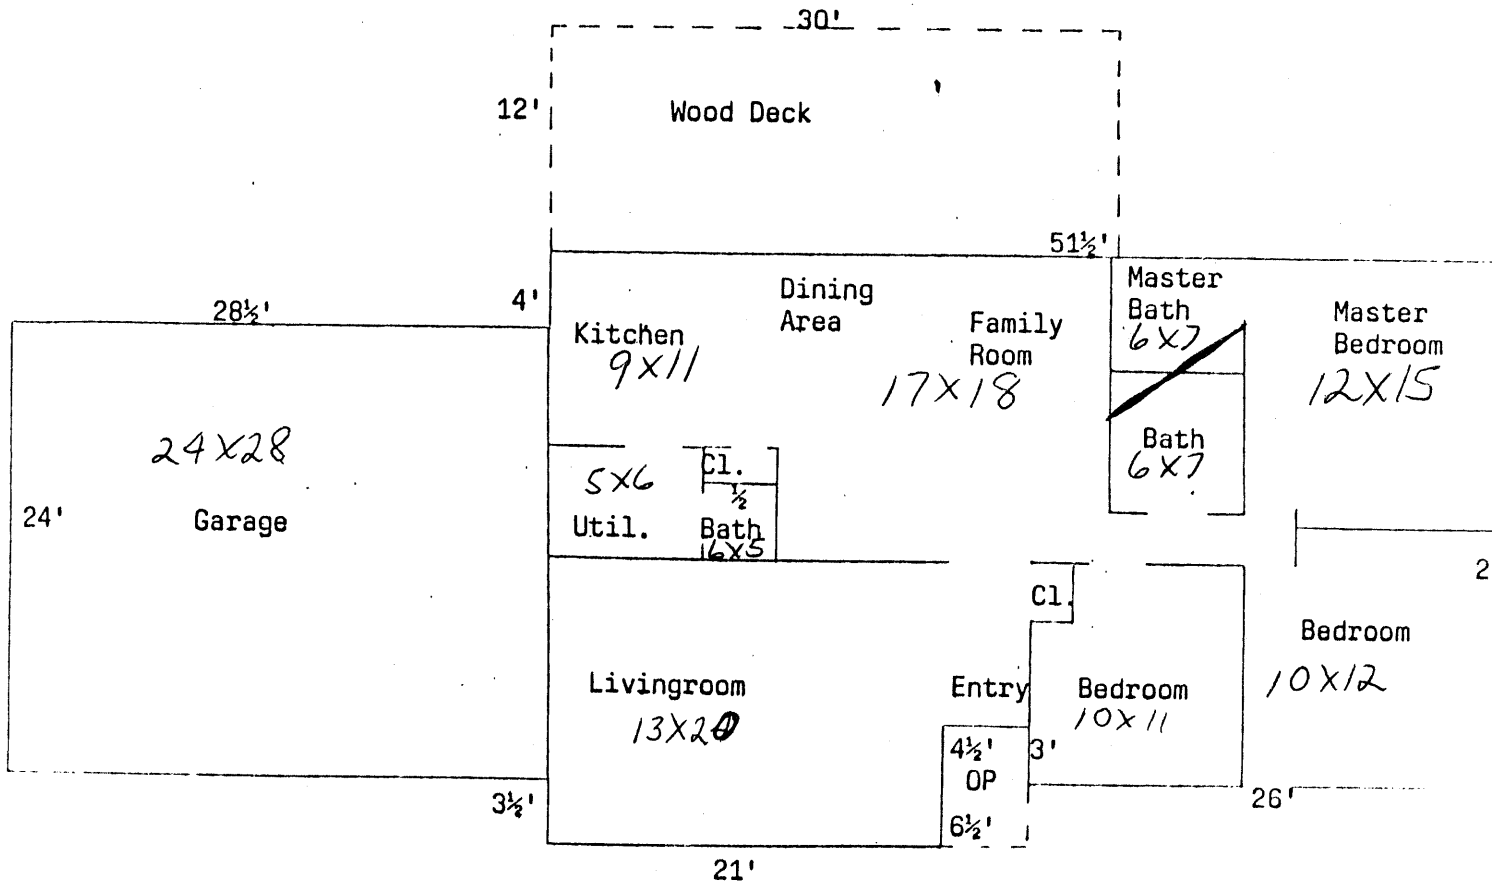 30'
12'
Wood Deck
51½'
28½'
4'
Kitchen
9X11
Dining
Area
Family
Room
17X18
Master
Bath
6X7
Master
Bedroom
12X15
24X28
24'
Garage
5X6
Util.
Cl.
½
Bath
6X5
Bath
6X7
2
Cl.
Livingroom
13X20
Entry
Bedroom
10X11
Bedroom
10X12
4½'
3'
OP
6½'
3½'
26'
21'